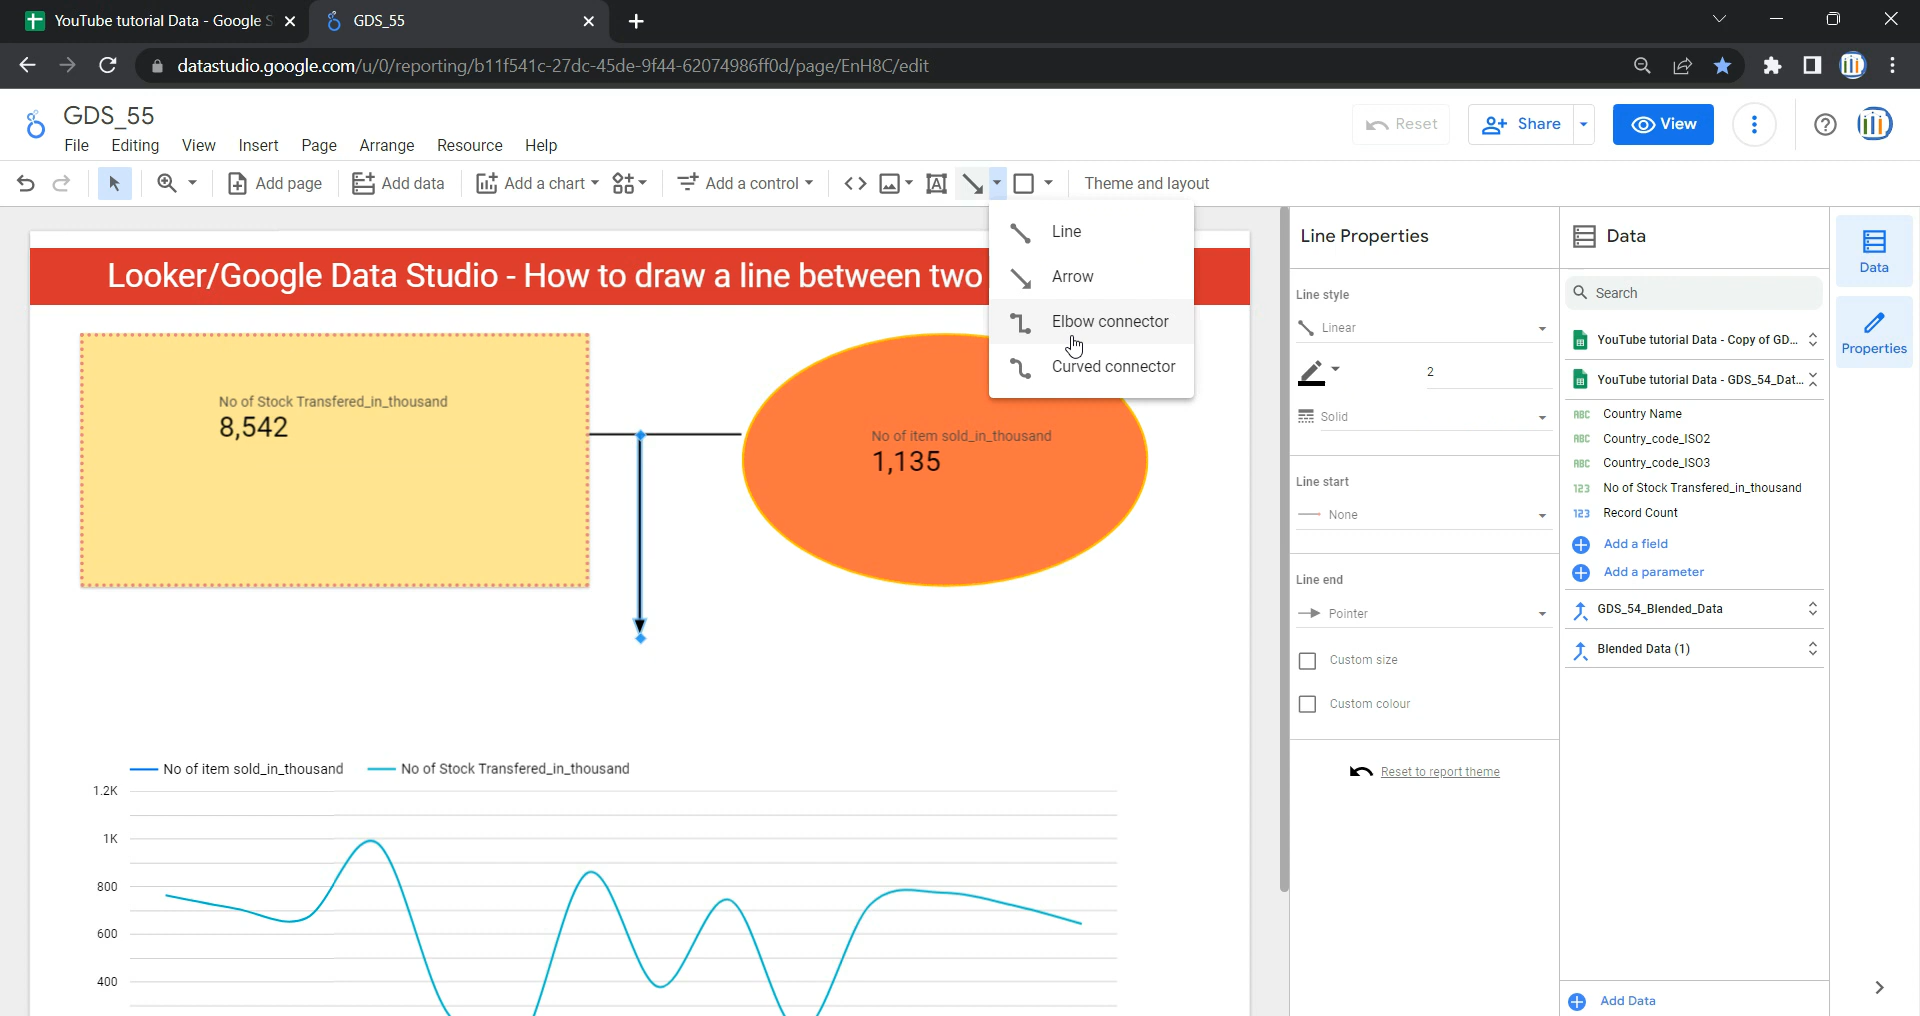 YouTube tutorial Data - Google S
GDS_55
datastudio.google.com/u/0/reporting/b11f541c-27dc-45de-9f44-62074986ff0d/page/EnH8C/edit
GDS_55
File Editing View Insert Page Arrange Resource Help
Reset Share View
Add page Add data Add a chart Add a control Theme and layout
Line
Arrow
Elbow connector
Curved connector
Looker/Google Data Studio - How to draw a line between two
No of Stock Transfered_in_thousand
8,542
No of item sold_in_thousand
1,135
No of item sold_in_thousand No of Stock Transfered_in_thousand
1.2K
1K
800
600
400
Line Properties
Line style
Linear
2
Solid
Line start
None
Line end
Pointer
Custom size
Custom colour
Reset to report theme
Data
Search
YouTube tutorial Data - Copy of GD...
YouTube tutorial Data - GDS_54_Dat...
ABC Country Name
ABC Country_code_ISO2
ABC Country_code_ISO3
123 No of Stock Transfered_in_thousand
123 Record Count
Add a field
Add a parameter
GDS_54_Blended_Data
Blended Data (1)
Add Data
Data
Properties